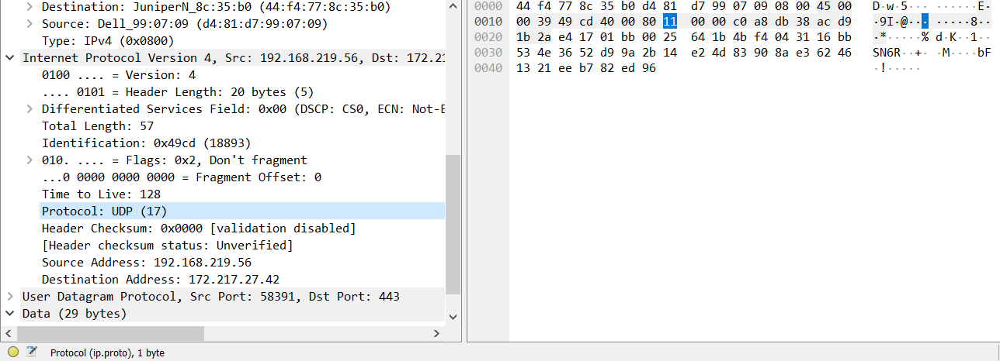 Destination: JuniperN_8c:35:b0 (44:f4:77:8c:35:b0)
Source: Dell_99:07:09 (d4:81:d7:99:07:09)
Type: IPv4 (0x0800)
Internet Protocol Version 4, Src: 192.168.219.56, Dst: 172.21
0100 .... = Version: 4
.... 0101 = Header Length: 20 bytes (5)
Differentiated Services Field: 0x00 (DSCP: CS0, ECN: Not-E
Total Length: 57
Identification: 0x49cd (18893)
010. .... = Flags: 0x2, Don't fragment
...0 0000 0000 0000 = Fragment Offset: 0
Time to Live: 128
Protocol: UDP (17)
Header Checksum: 0x0000 [validation disabled]
[Header checksum status: Unverified]
Source Address: 192.168.219.56
Destination Address: 172.217.27.42
User Datagram Protocol, Src Port: 58391, Dst Port: 443
Data (29 bytes)
0000 44 f4 77 8c 35 b0 d4 81 d7 99 07 09 08 00 45 00 D·w·5··· ······E·
0010 00 39 49 cd 40 00 80 11 00 00 c0 a8 db 38 ac d9 ·9I·@··· ·····8··
0020 1b 2a e4 17 01 bb 00 25 64 1b 4b f4 04 31 16 bb ·*·····% d·K··1··
0030 53 4e 36 52 d9 9a 2b 14 e2 4d 83 90 8a e3 62 46 SN6R··+· ·M····bF
0040 13 21 ee b7 82 ed 96 ·!·····
Protocol (ip.proto), 1 byte